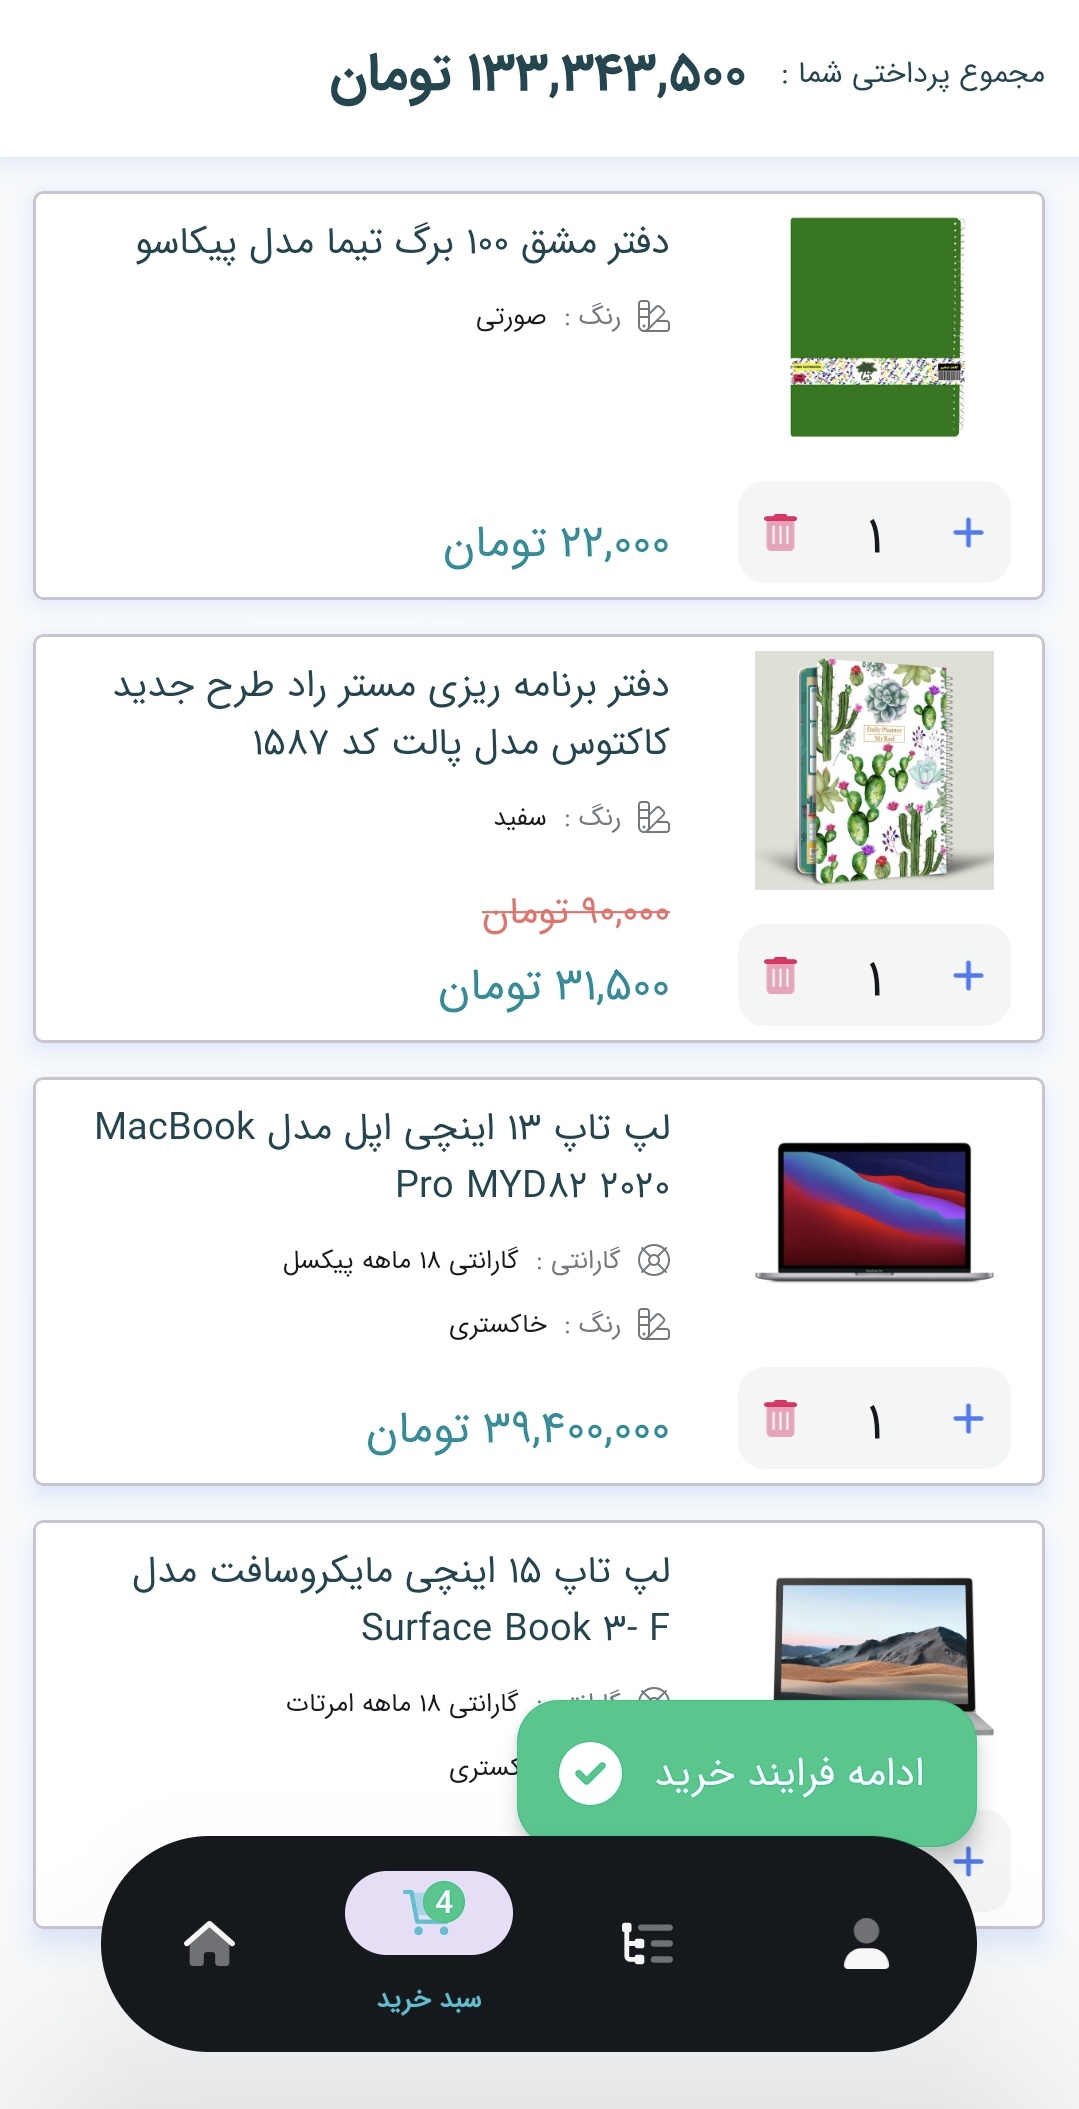 مجموع پرداختی شما : ۱۳۳,۳۴۳,۵۰۰ تومان
دفتر مشق ۱۰۰ برگ تیما مدل پیکاسو
رنگ : صورتی
۱
۲۲,۰۰۰ تومان
دفتر برنامه ریزی مستر راد طرح جدید
کاکتوس مدل پالت کد ۱۵۸۷
Daily Planner
Mr Rad
رنگ : سفید
۹۰,۰۰۰ تومان
۱
۳۱,۵۰۰ تومان
لپ تاپ ۱۳ اینچی اپل مدل MacBook
Pro MYD۸۲ ۲۰۲۰
گارانتی : گارانتی ۱۸ ماهه پیکسل
رنگ : خاکستری
۱
۳۹,۴۰۰,۰۰۰ تومان
لپ تاپ ۱۵ اینچی مایکروسافت مدل
Surface Book ۳- F
گارانتی : گارانتی ۱۸ ماهه امرتات
ادامه فرایند خرید
4
سبد خرید